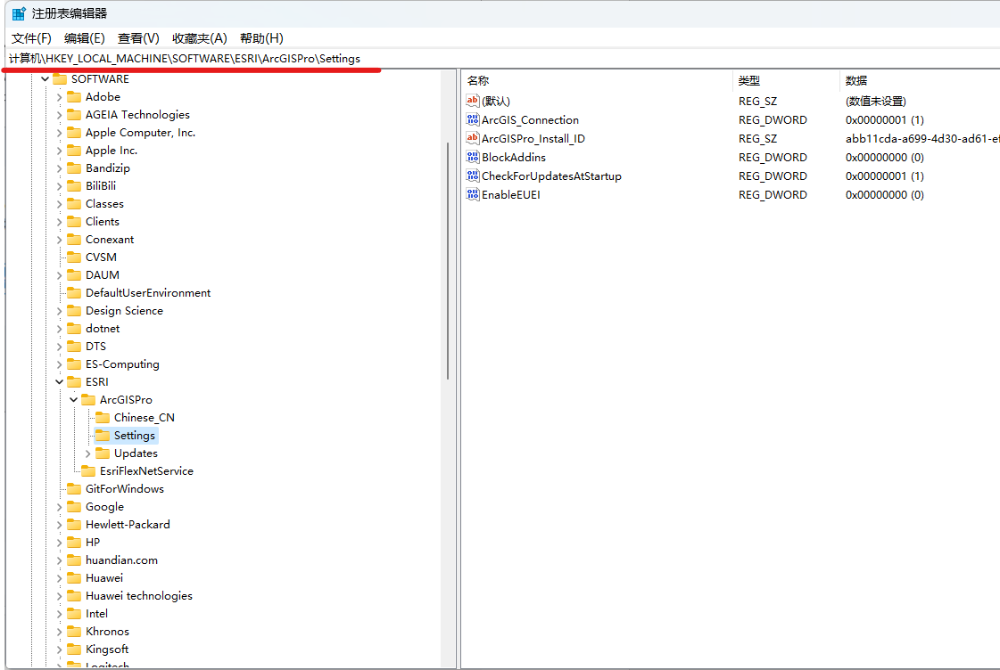 注册表编辑器
文件(F) 编辑(E) 查看(V) 收藏夹(A) 帮助(H)
计算机\HKEY_LOCAL_MACHINE\SOFTWARE\ESRI\ArcGISPro\Settings
SOFTWARE
Adobe
AGEIA Technologies
Apple Computer, Inc.
Apple Inc.
Bandizip
BiliBili
Classes
Clients
Conexant
CVSM
DAUM
DefaultUserEnvironment
Design Science
dotnet
DTS
ES-Computing
ESRI
ArcGISPro
Chinese_CN
Settings
Updates
EsriFlexNetService
GitForWindows
Google
Hewlett-Packard
HP
huandian.com
Huawei
Huawei technologies
Intel
Khronos
Kingsoft
Logitech
名称 类型 数据
(默认) REG_SZ (数值未设置)
ArcGIS_Connection REG_DWORD 0x00000001 (1)
ArcGISPro_Install_ID REG_SZ abb11cda-a699-4d30-ad61-ef
BlockAddins REG_DWORD 0x00000000 (0)
CheckForUpdatesAtStartup REG_DWORD 0x00000001 (1)
EnableEUEI REG_DWORD 0x00000000 (0)